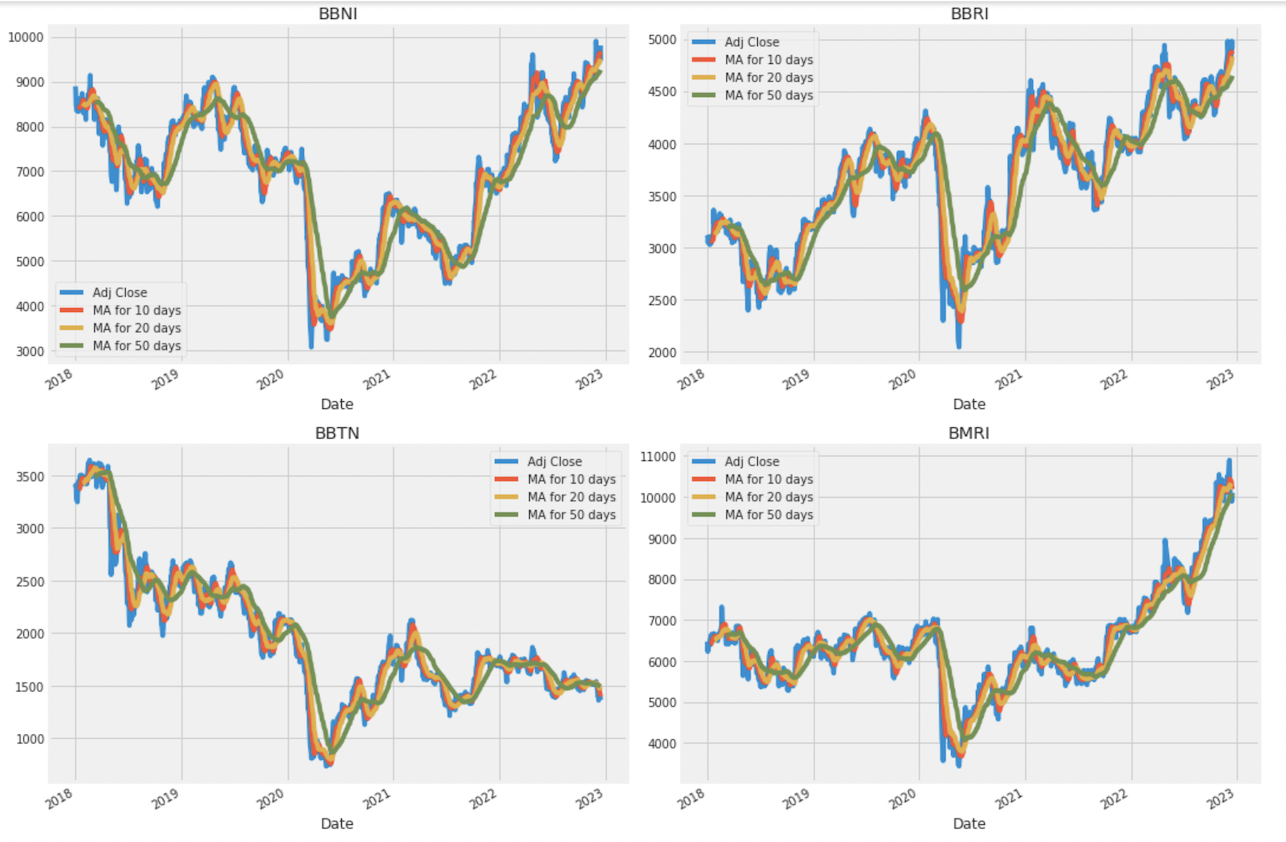 BBNI
10000
9000
8000
7000
6000
5000
4000
3000
Adj Close
MA for 10 days
MA for 20 days
MA for 50 days
2018
2019
2020
2021
2022
2023
Date
BBRI
5000
4500
4000
3500
3000
2500
2000
Adj Close
MA for 10 days
MA for 20 days
MA for 50 days
2018
2019
2020
2021
2022
2023
Date
BBTN
3500
3000
2500
2000
1500
1000
Adj Close
MA for 10 days
MA for 20 days
MA for 50 days
2018
2019
2020
2021
2022
2023
Date
BMRI
11000
10000
9000
8000
7000
6000
5000
4000
Adj Close
MA for 10 days
MA for 20 days
MA for 50 days
2018
2019
2020
2021
2022
2023
Date